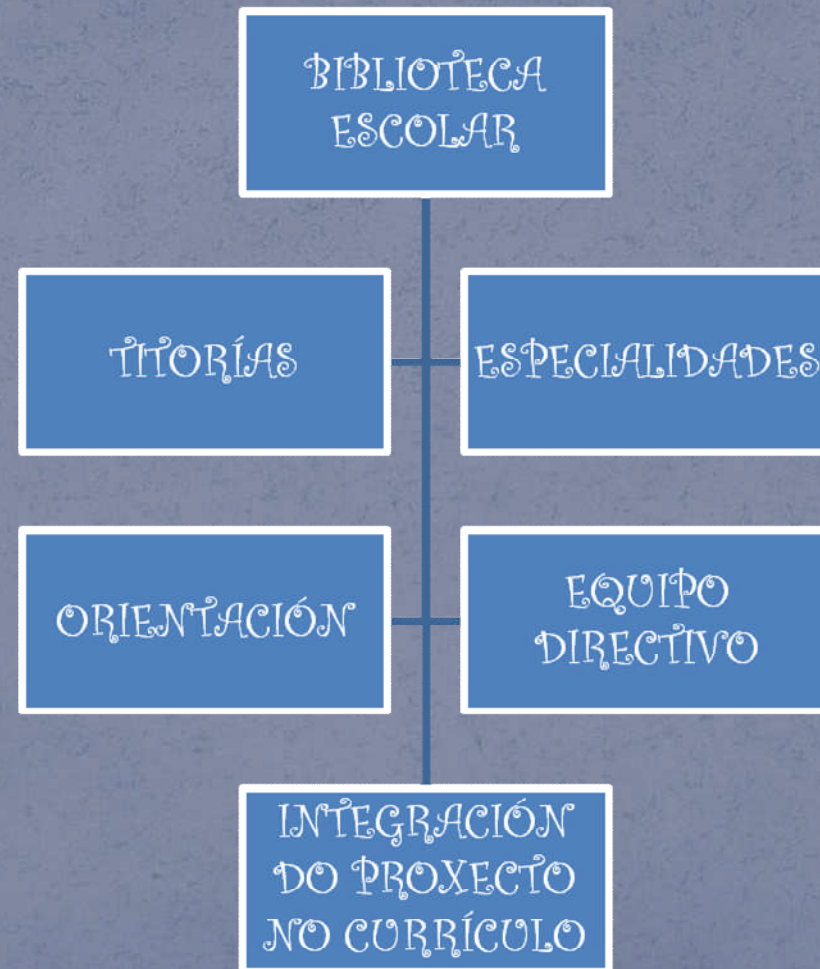 BIBLIOTECA
ESCOLAR
TITORÍAS
ESPECIALIDADES
ORIENTACIÓN
EQUIPO
DIRECTIVO
INTEGRACIÓN
DO PROXECTO
NO CURRÍCULO